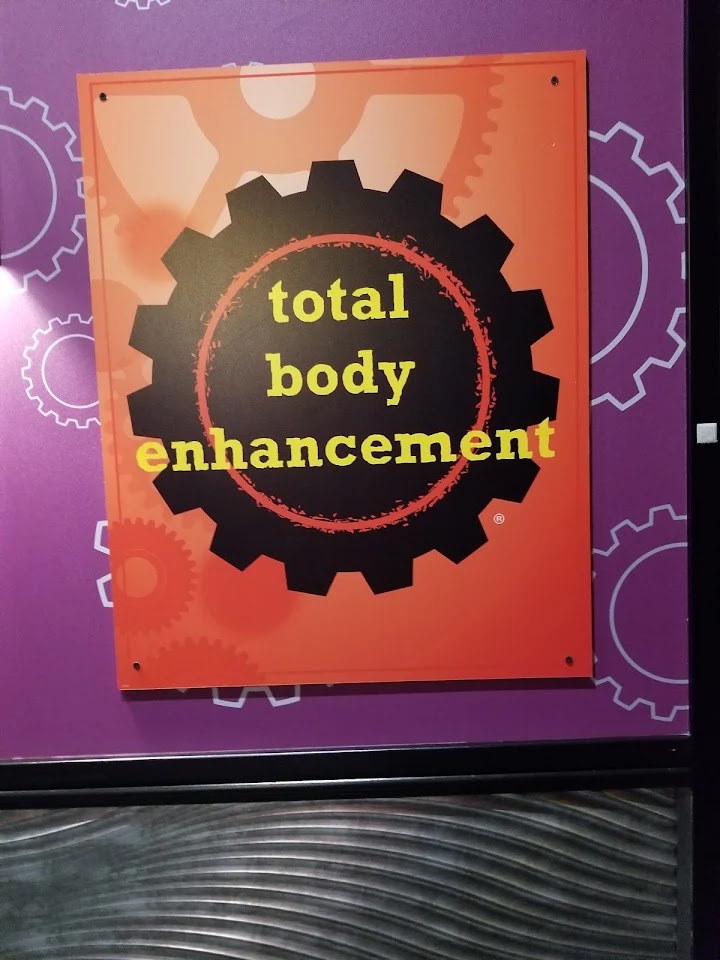 total
body
enhancement
®